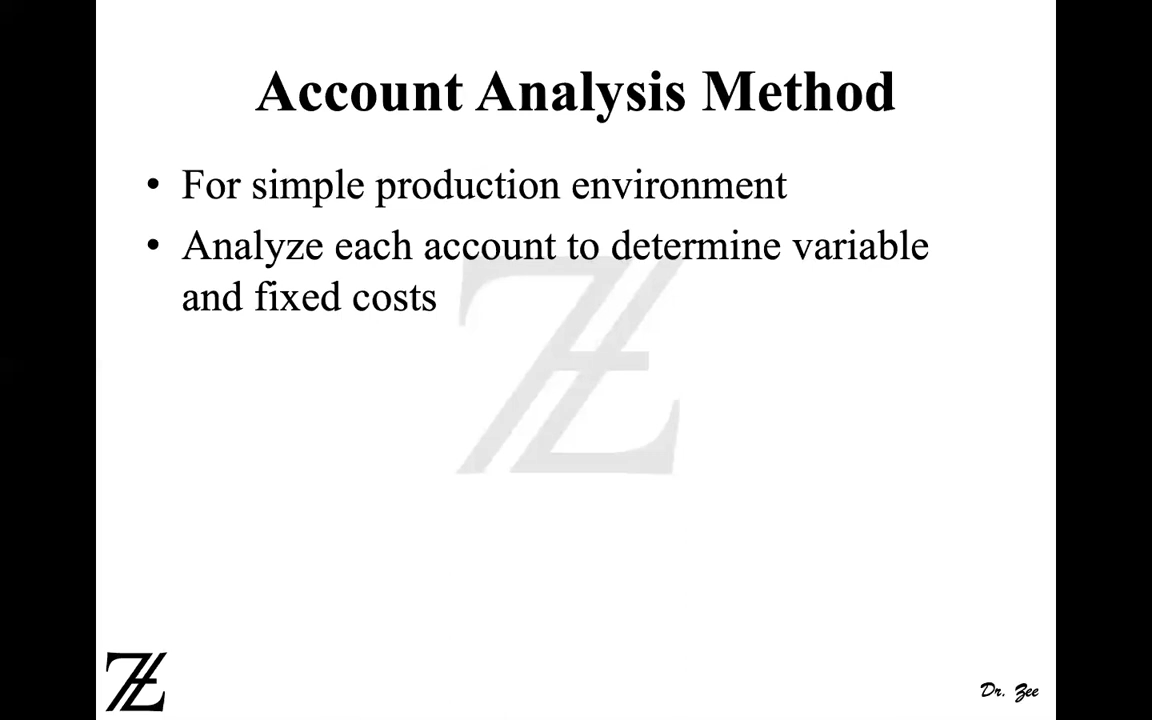 Account Analysis Method
• For simple production environment
• Analyze each account to determine variable
and fixed costs
Dr. Zee